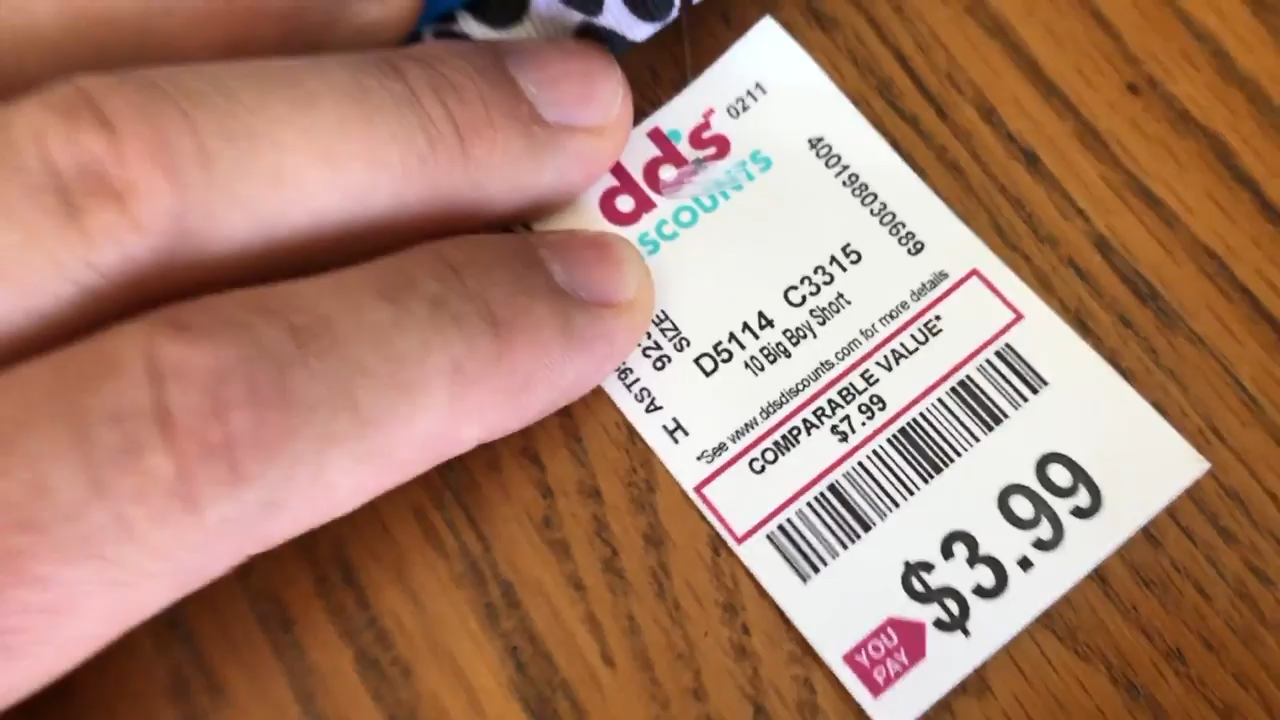 0211
dd's
SCOUNTS
400198030689
D5114 C3315
10 Big Boy Short
SIZE
H
*See www.ddsdiscounts.com for more details
COMPARABLE VALUE*
$7.99
$3.99
YOU
PAY